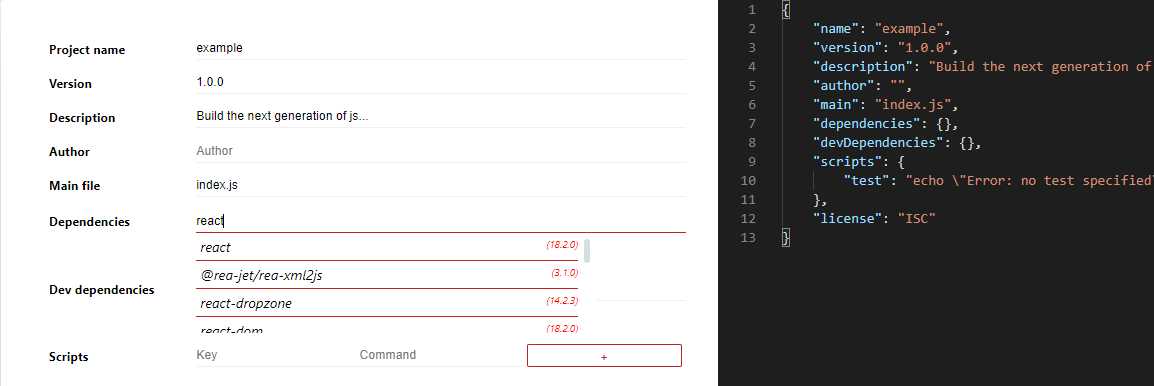 Project name example
Version 1.0.0
Description Build the next generation of js...
Author Author
Main file index.js
Dependencies react
react (18.2.0)
@rea-jet/rea-xml2js (3.1.0)
Dev dependencies
react-dropzone (14.2.3)
react-dom (18.2.0)
Scripts Key Command +
1 {
2 "name": "example",
3 "version": "1.0.0",
4 "description": "Build the next generation of
5 "author": "",
6 "main": "index.js",
7 "dependencies": {},
8 "devDependencies": {},
9 "scripts": {
10 "test": "echo \"Error: no test specified\
11 },
12 "license": "ISC"
13 }